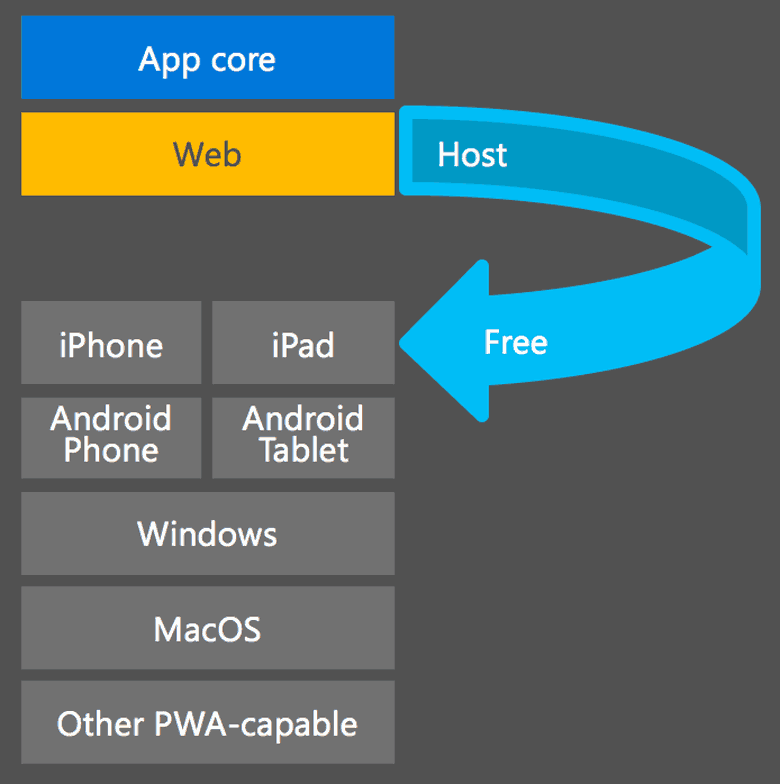 App core
Web
Host
iPhone
iPad
Free
Android
Phone
Android
Tablet
Windows
MacOS
Other PWA-capable